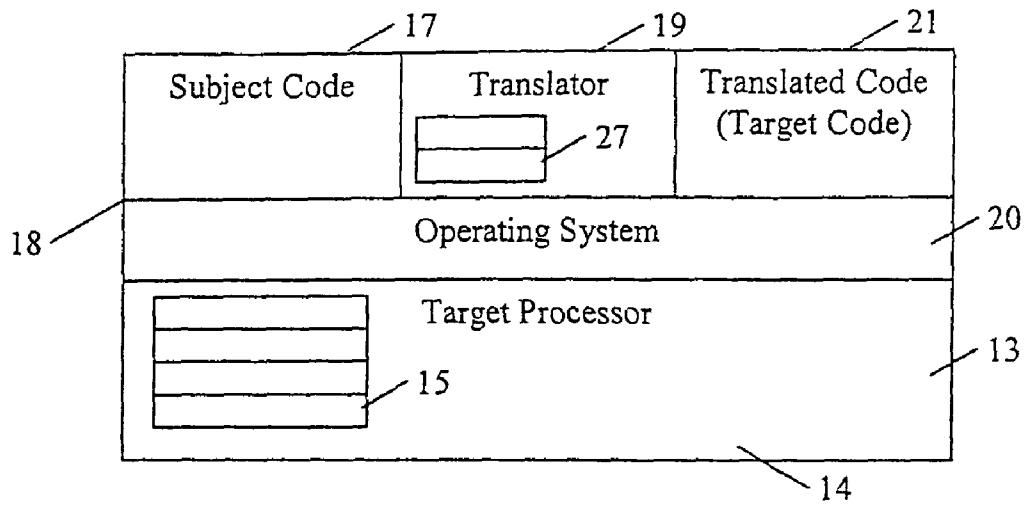 17
19
21
Subject Code
Translator
Translated Code
(Target Code)
27
18
Operating System
20
Target Processor
13
15
14